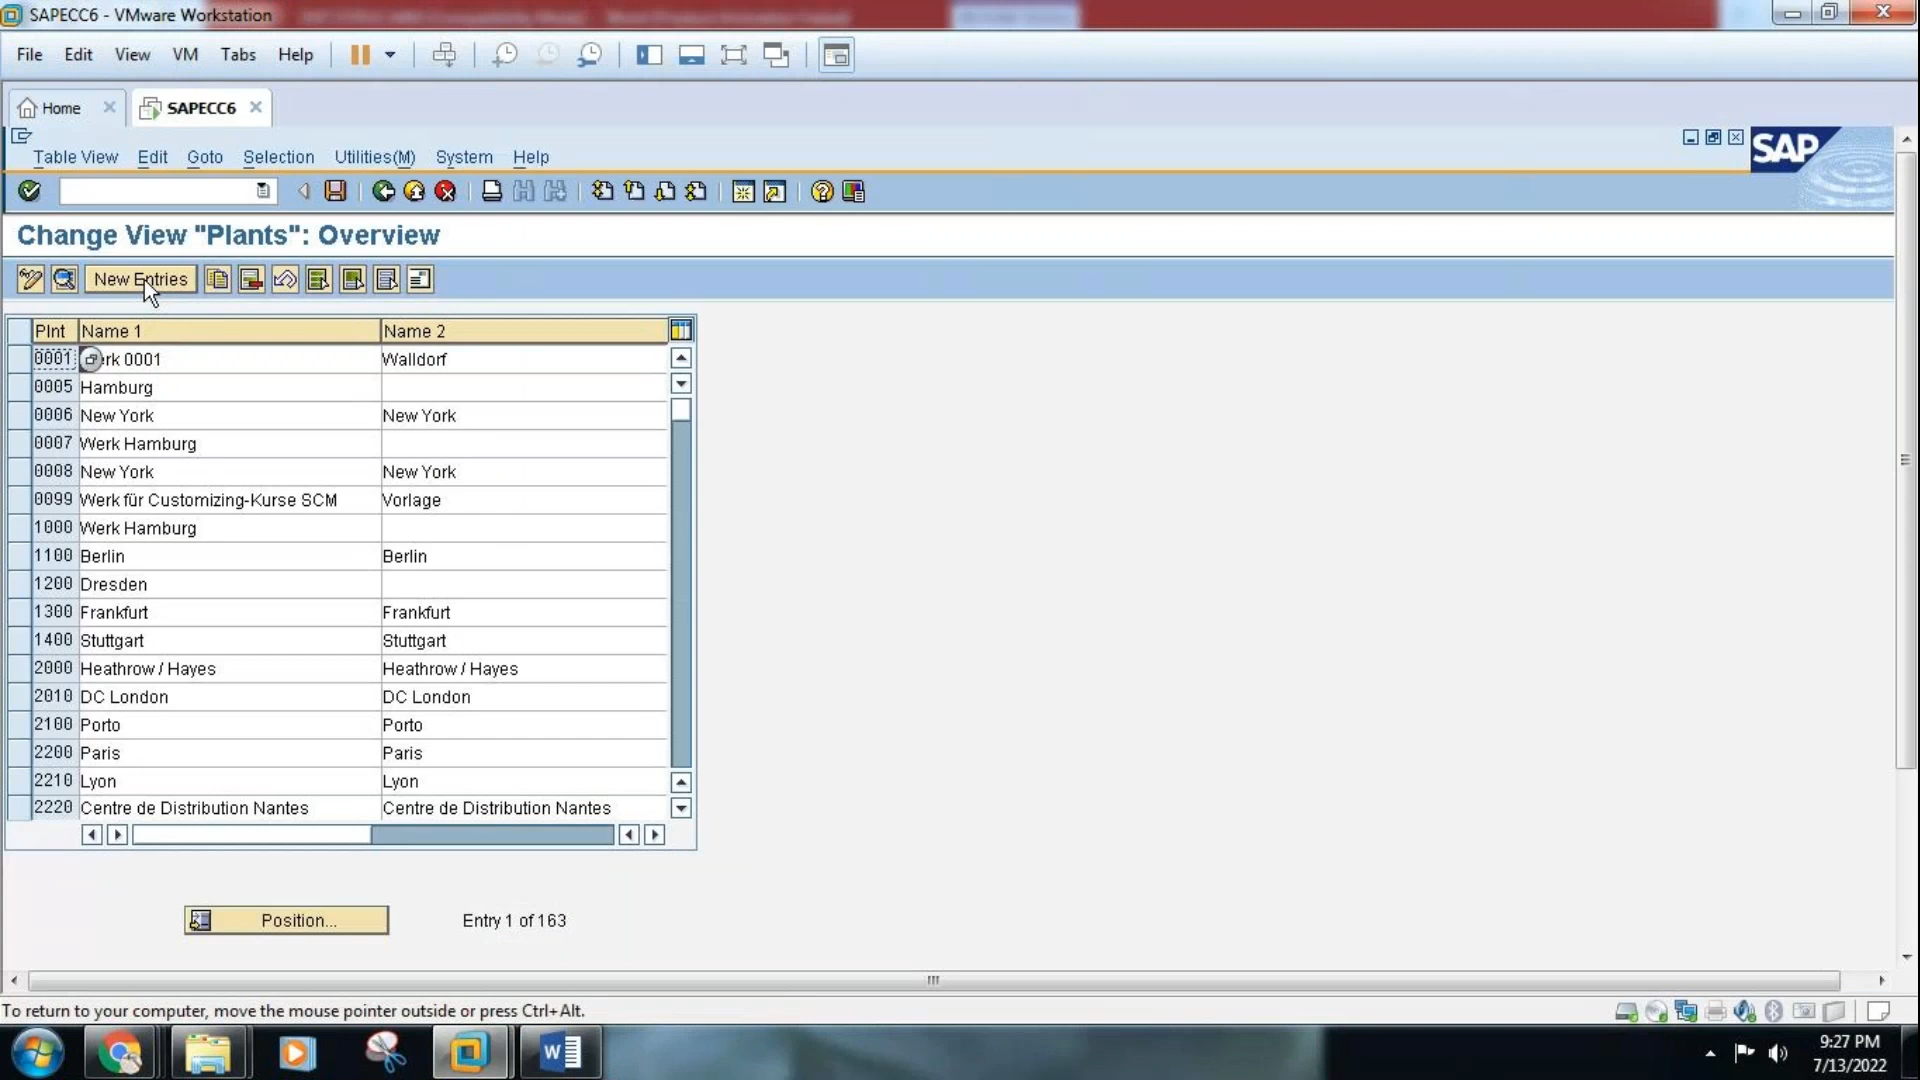 SAPECC6 - VMware Workstation
File Edit View VM Tabs Help
Home SAPECC6
Table View Edit Goto Selection Utilities(M) System Help
SAP
Change View "Plants": Overview
New Entries
Plnt Name 1 Name 2
0001 erk 0001 Walldorf
0005 Hamburg
0006 New York New York
0007 Werk Hamburg
0008 New York New York
0099 Werk für Customizing-Kurse SCM Vorlage
1000 Werk Hamburg
1100 Berlin Berlin
1200 Dresden
1300 Frankfurt Frankfurt
1400 Stuttgart Stuttgart
2000 Heathrow / Hayes Heathrow / Hayes
2010 DC London DC London
2100 Porto Porto
2200 Paris Paris
2210 Lyon Lyon
2220 Centre de Distribution Nantes Centre de Distribution Nantes
Position... Entry 1 of 163
To return to your computer, move the mouse pointer outside or press Ctrl+Alt.
9:27 PM
7/13/2022